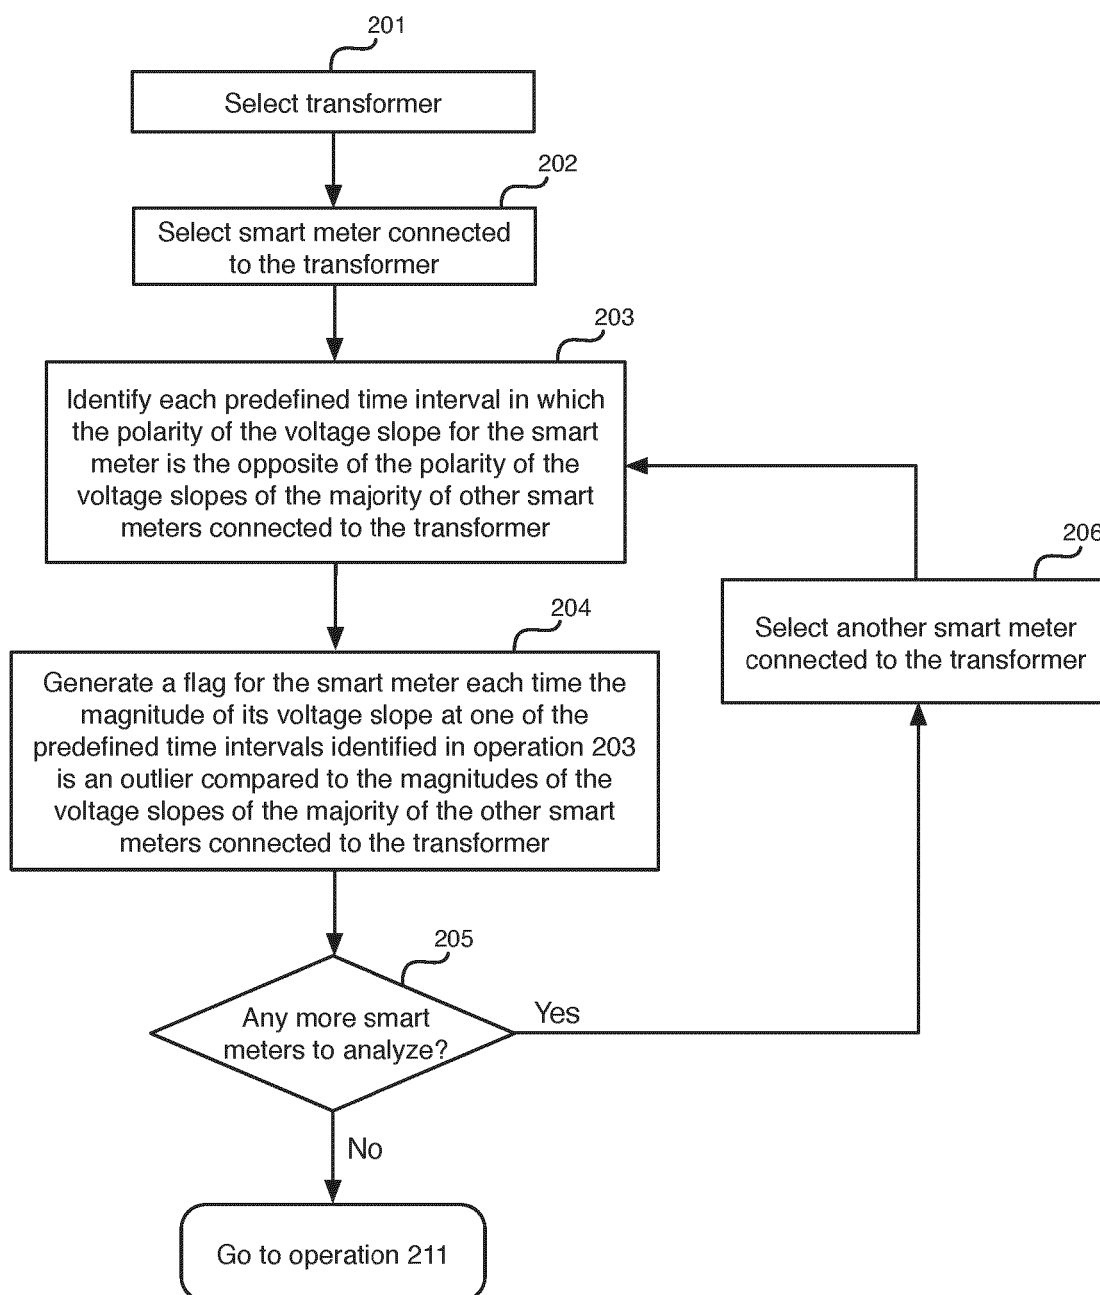 201
Select transformer
202
Select smart meter connected
to the transformer
203
Identify each predefined time interval in which
the polarity of the voltage slope for the smart
meter is the opposite of the polarity of the
voltage slopes of the majority of other smart
meters connected to the transformer
206
Select another smart meter
connected to the transformer
204
Generate a flag for the smart meter each time the
magnitude of its voltage slope at one of the
predefined time intervals identified in operation 203
is an outlier compared to the magnitudes of the
voltage slopes of the majority of the other smart
meters connected to the transformer
205
Any more smart
meters to analyze?
Yes
No
Go to operation 211